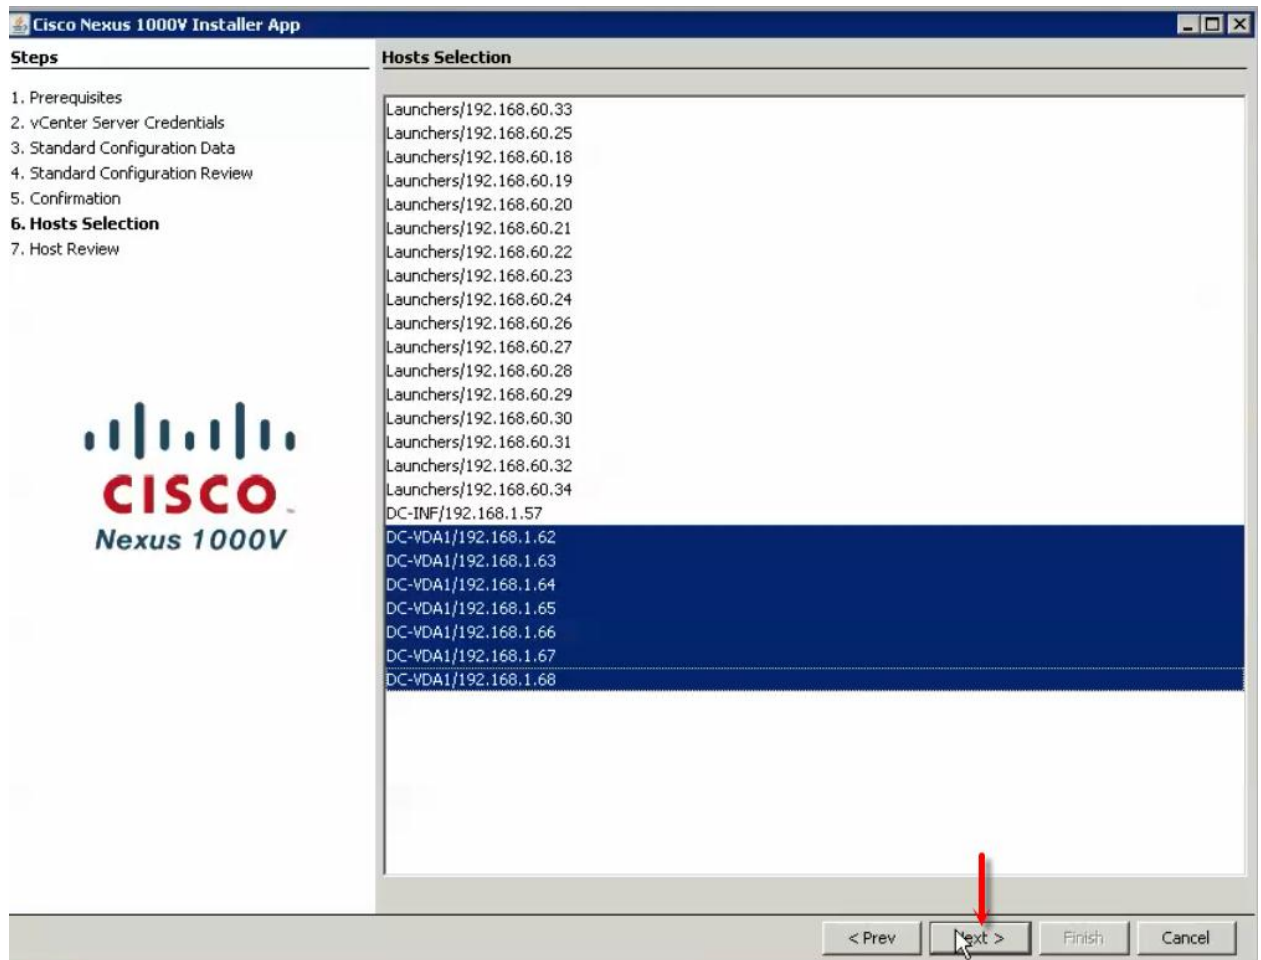 Cisco Nexus 1000V Installer App
Steps
1. Prerequisites
2. vCenter Server Credentials
3. Standard Configuration Data
4. Standard Configuration Review
5. Confirmation
6. Hosts Selection
7. Host Review
CISCO
Nexus 1000V
Hosts Selection
Launchers/192.168.60.33
Launchers/192.168.60.25
Launchers/192.168.60.18
Launchers/192.168.60.19
Launchers/192.168.60.20
Launchers/192.168.60.21
Launchers/192.168.60.22
Launchers/192.168.60.23
Launchers/192.168.60.24
Launchers/192.168.60.26
Launchers/192.168.60.27
Launchers/192.168.60.28
Launchers/192.168.60.29
Launchers/192.168.60.30
Launchers/192.168.60.31
Launchers/192.168.60.32
Launchers/192.168.60.34
DC-INF/192.168.1.57
DC-VDA1/192.168.1.62
DC-VDA1/192.168.1.63
DC-VDA1/192.168.1.64
DC-VDA1/192.168.1.65
DC-VDA1/192.168.1.66
DC-VDA1/192.168.1.67
DC-VDA1/192.168.1.68
< Prev Next > Finish Cancel